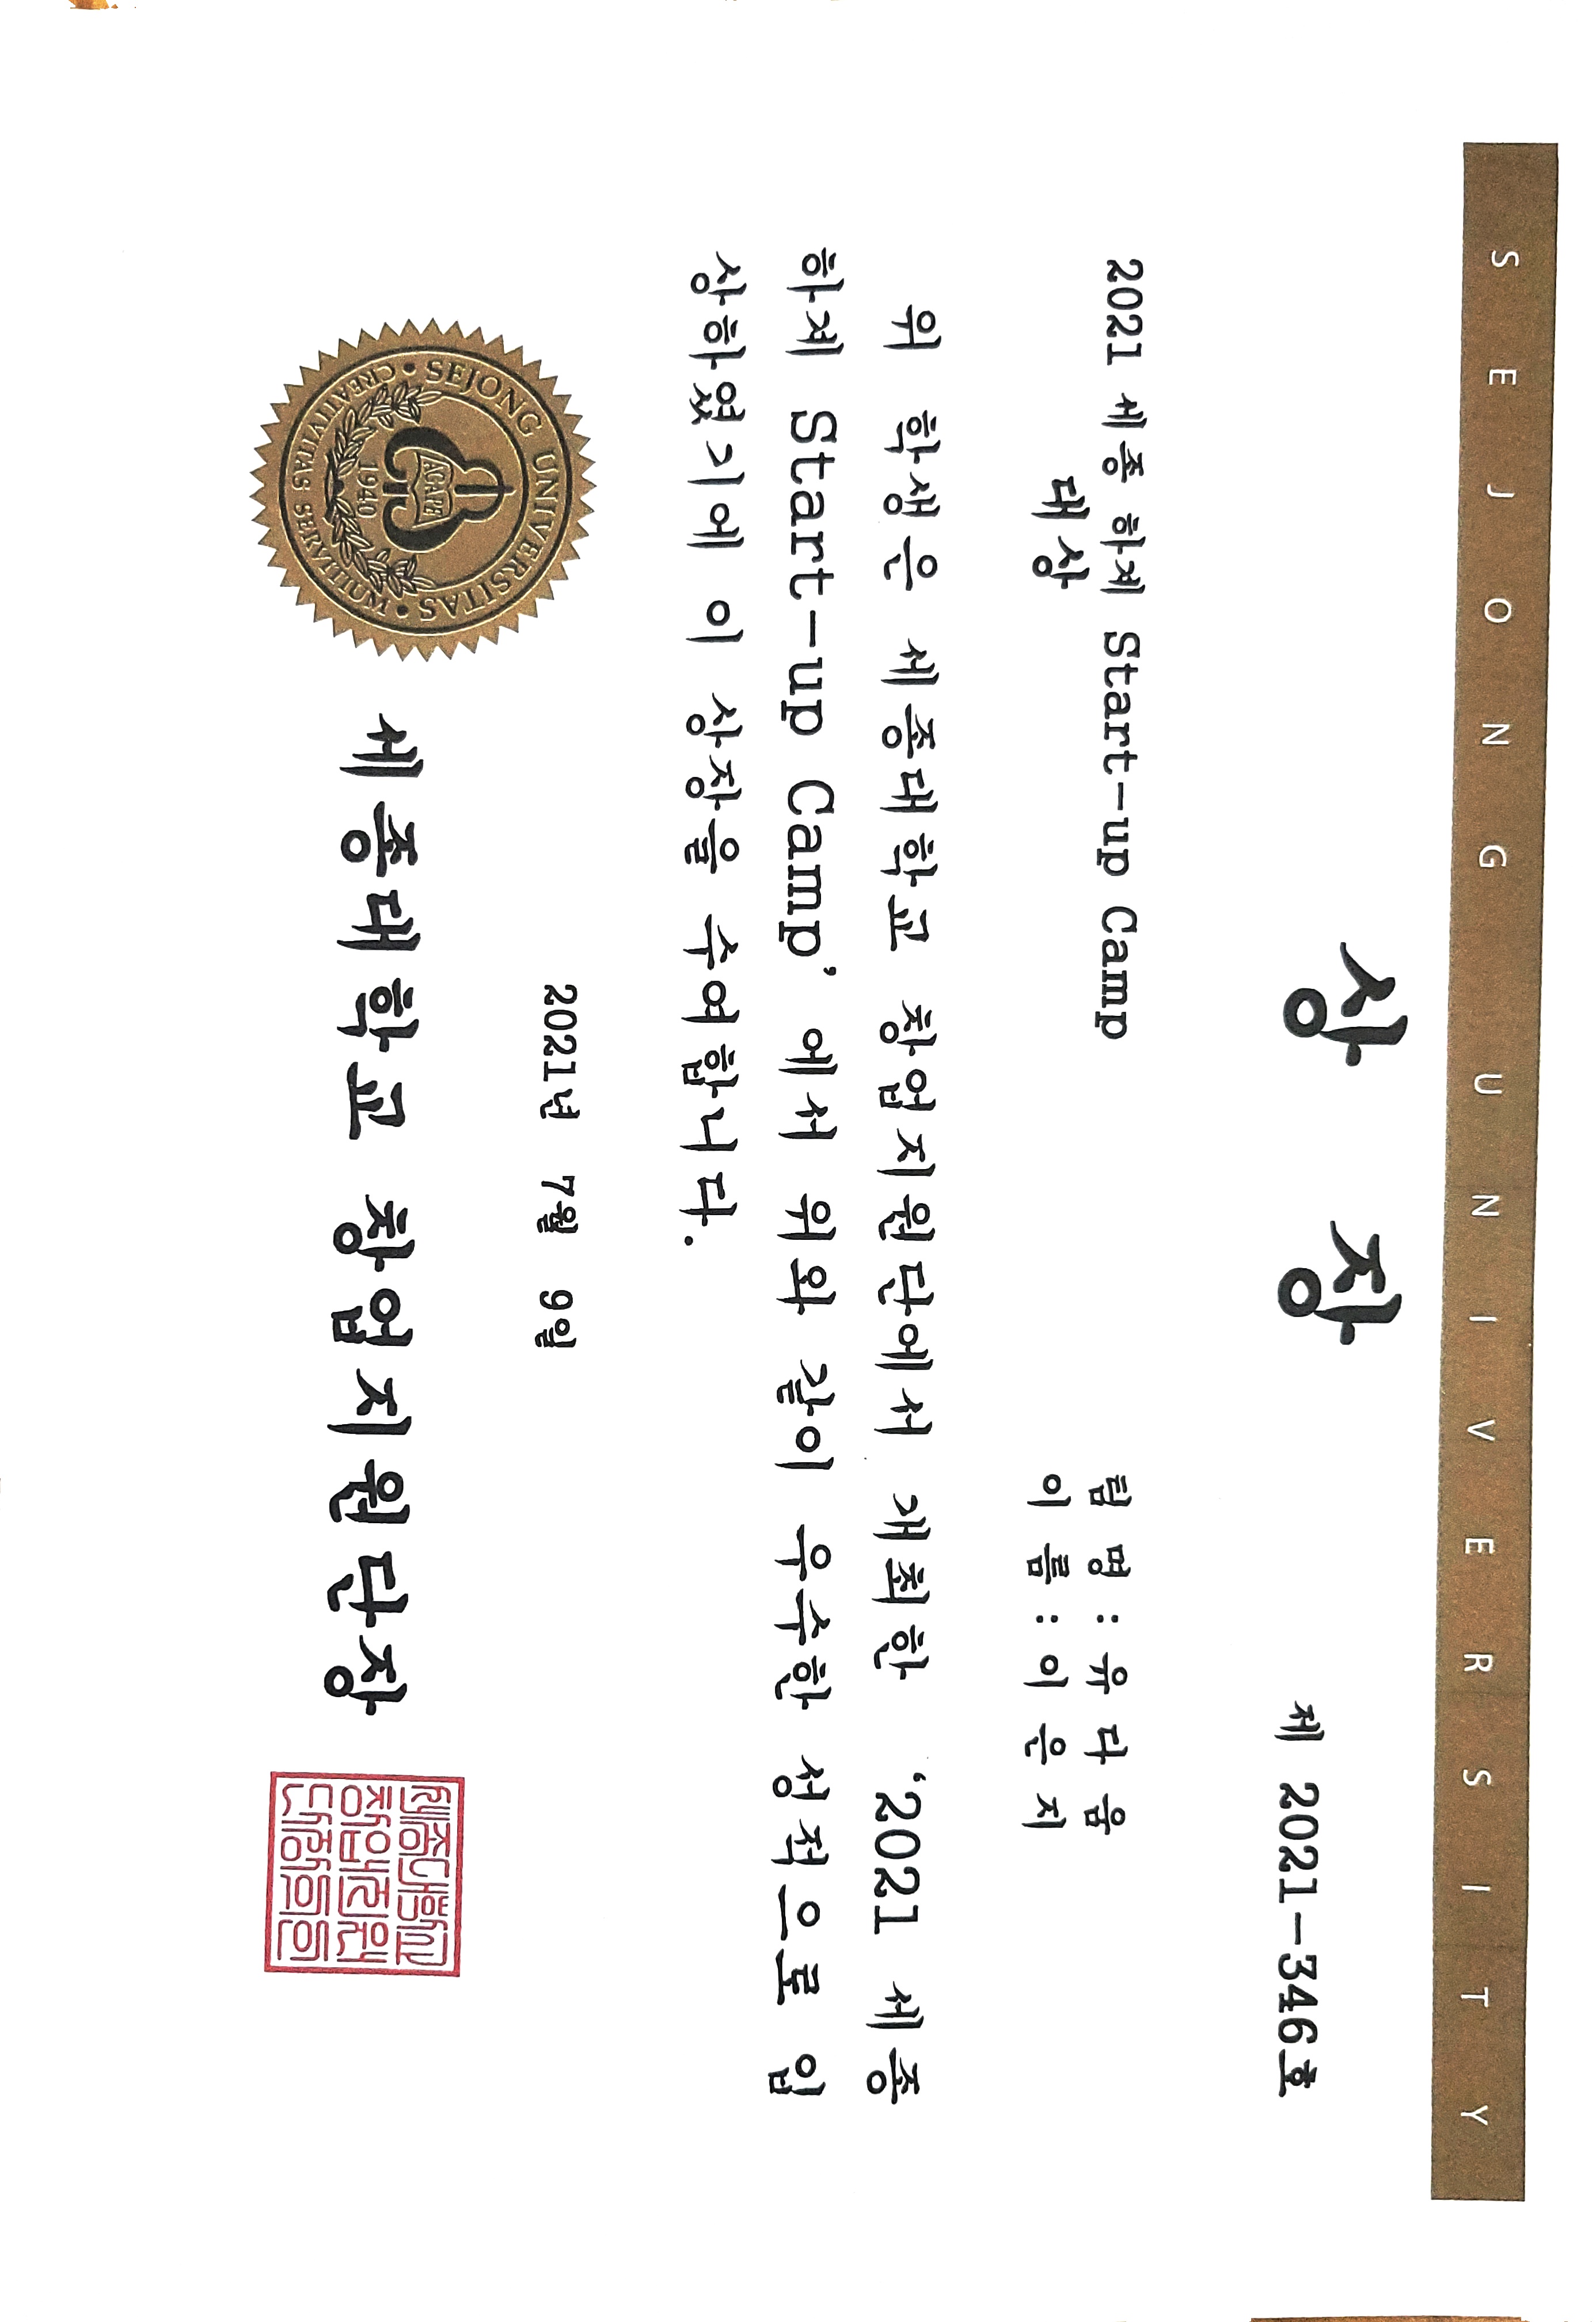 SEJONG UNIVERSITY
상 장
제 2021-346호
2021 세종 하계 Start-up Camp
대상
팀 명 : 유 다 움
이 름 : 이 은 지
위 학생은 세종대학교 창업지원단에서 개최한 ‘2021 세종
하계 Start-up Camp’ 에서 위와 같이 우수한 성적으로 입
상하였기에 이 상장을 수여합니다.
2021년 7월 9일
SEJONG UNIVERSITAS
AGAPE
1940
CREATIVITAS SERVITIUM
세종대학교 창업지원단장
세종대학교
창업지원
단장의인